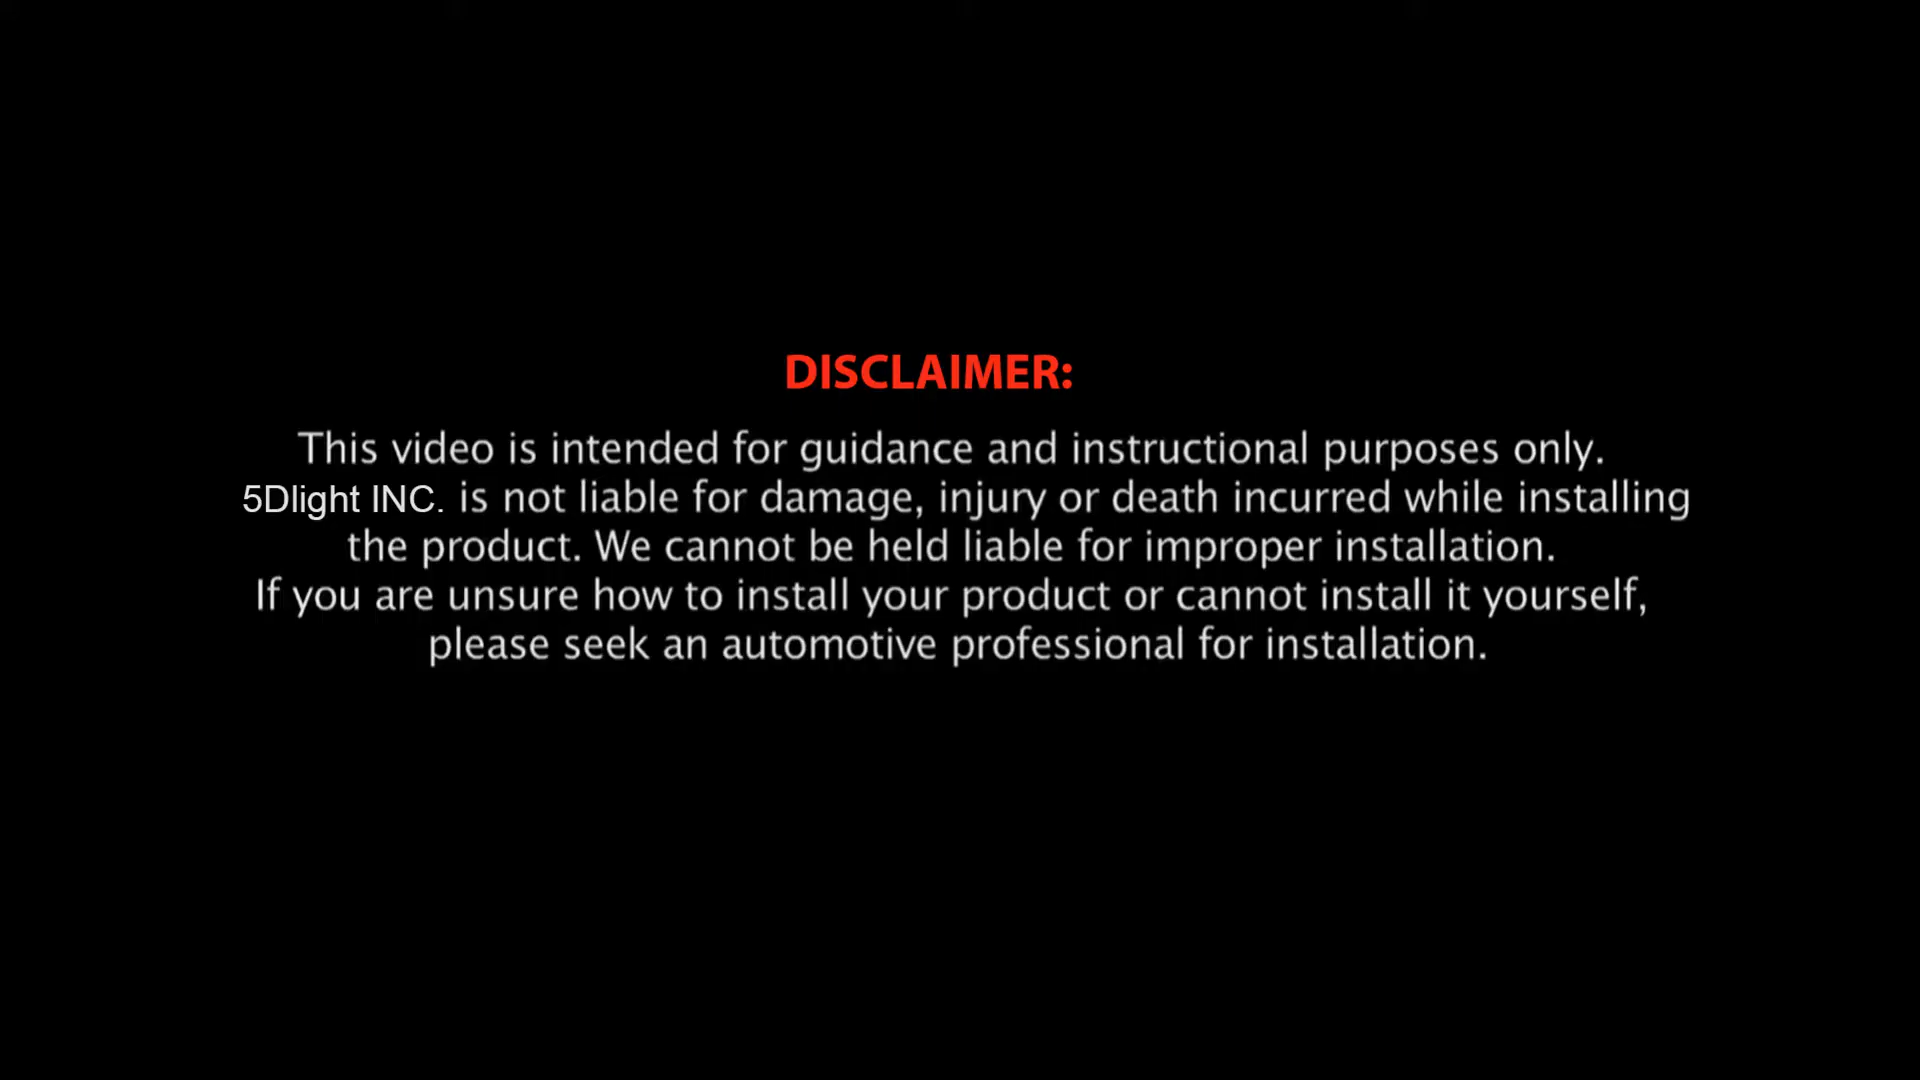 DISCLAIMER:
This video is intended for guidance and instructional purposes only.
5Dlight INC. is not liable for damage, injury or death incurred while installing
the product. We cannot be held liable for improper installation.
If you are unsure how to install your product or cannot install it yourself,
please seek an automotive professional for installation.